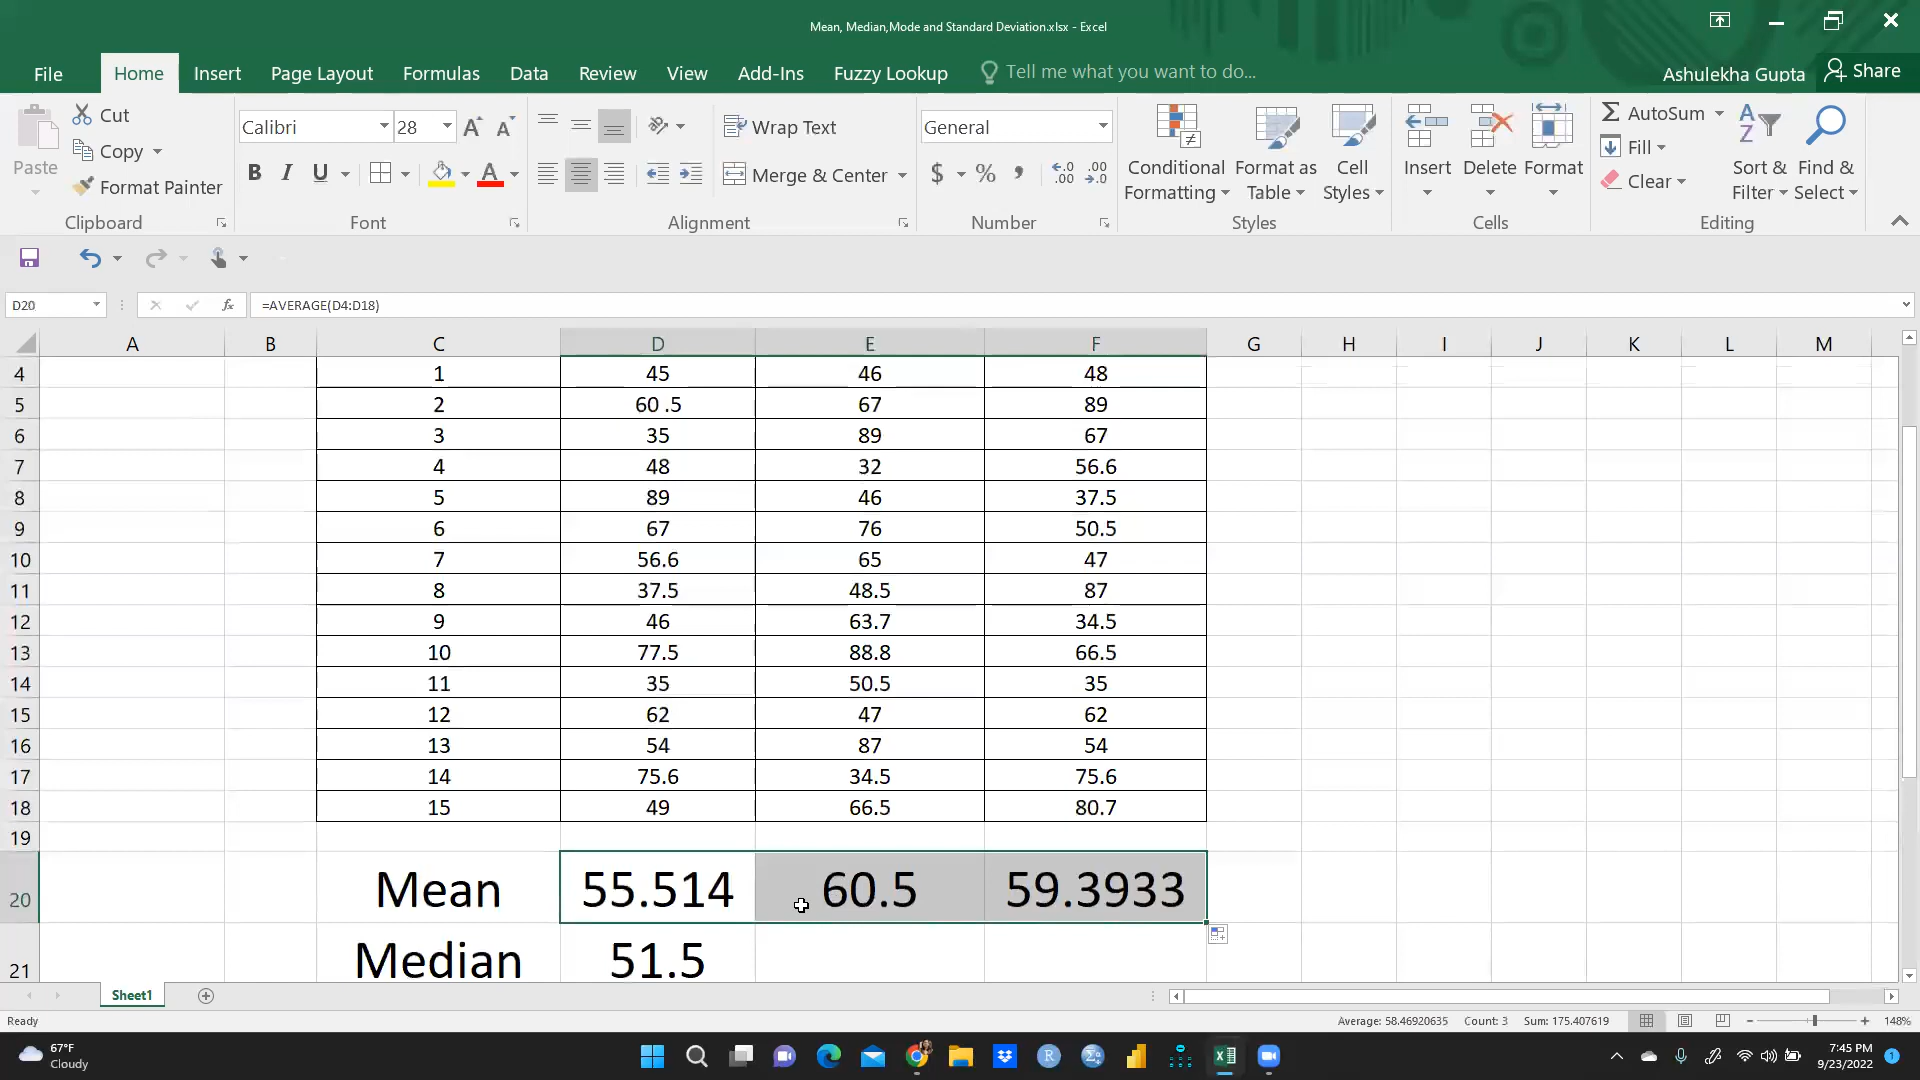 Mean, Median,Mode and Standard Deviation.xlsx - Excel
File Home Insert Page Layout Formulas Data Review View Add-Ins Fuzzy Lookup Tell me what you want to do... Ashulekha Gupta Share
Paste
Cut
Copy
Format Painter
Clipboard
Calibri 28 A A
B I U A
Font
Wrap Text
Merge & Center
Alignment
General
$ % , .0 .00 .00 .0
Number
Conditional Formatting
Format as Table
Cell Styles
Styles
Insert Delete Format
Cells
AutoSum
Fill
Clear
Sort & Filter
Find & Select
Editing
D20 fx =AVERAGE(D4:D18)
A B C D E F G H I J K L M
4 1 45 46 48
5 2 60 .5 67 89
6 3 35 89 67
7 4 48 32 56.6
8 5 89 46 37.5
9 6 67 76 50.5
10 7 56.6 65 47
11 8 37.5 48.5 87
12 9 46 63.7 34.5
13 10 77.5 88.8 66.5
14 11 35 50.5 35
15 12 62 47 62
16 13 54 87 54
17 14 75.6 34.5 75.6
18 15 49 66.5 80.7
19
20 Mean 55.514 60.5 59.3933
21 Median 51.5
Sheet1
Ready Average: 58.46920635 Count: 3 Sum: 175.407619 148%
67°F
Cloudy
7:45 PM
9/23/2022
1